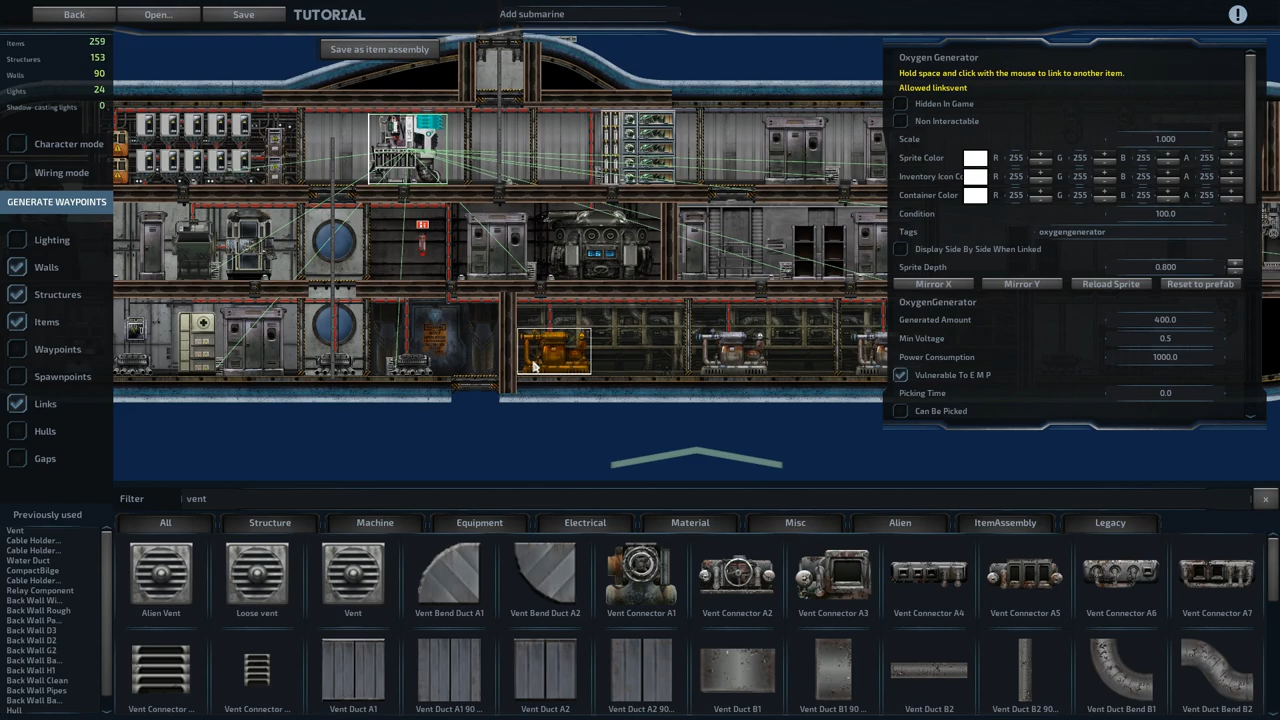 Back
Open...
Save
TUTORIAL
Add submarine
Save as item assembly
Items 259
Structures 153
Walls 90
Lights 24
Shadow-casting lights 0
Character mode
Wiring mode
GENERATE WAYPOINTS
Lighting
Walls
Structures
Items
Waypoints
Spawnpoints
Links
Hulls
Gaps
Oxygen Generator
Hold space and click with the mouse to link to another item.
Allowed linksvent
Hidden In Game
Non Interactable
Scale 1.000
Sprite Color R 255 G 255 B 255 A 255
Inventory Icon Co R 255 G 255 B 255 A 255
Container Color R 255 G 255 B 255 A 255
Condition 100.0
Tags oxygengenerator
Display Side By Side When Linked
Sprite Depth 0.800
Mirror X
Mirror Y
Reload Sprite
Reset to prefab
OxygenGenerator
Generated Amount 400.0
Min Voltage 0.5
Power Consumption 1000.0
Vulnerable To E M P
Picking Time 0.0
Can Be Picked
Filter vent
x
All
Structure
Machine
Equipment
Electrical
Material
Misc
Alien
ItemAssembly
Legacy
Previously used
Vent
Cable Holder...
Cable Holder...
Water Duct
CompactBilge
Cable Holder...
Relay Component
Back Wall Wi...
Back Wall Rough
Back Wall Pa...
Back Wall D3
Back Wall D2
Back Wall G2
Back Wall Ba...
Back Wall H1
Back Wall Clean
Back Wall Pipes
Back Wall Ba...
Hull
Alien Vent
Loose vent
Vent
Vent Bend Duct A1
Vent Bend Duct A2
Vent Connector A1
Vent Connector A2
Vent Connector A3
Vent Connector A4
Vent Connector A5
Vent Connector A6
Vent Connector A7
Vent Connector ...
Vent Connector ...
Vent Duct A1
Vent Duct A1 90 ...
Vent Duct A2
Vent Duct A2 90...
Vent Duct B1
Vent Duct B1 90 ...
Vent Duct B2
Vent Duct B2 90...
Vent Duct Bend B1
Vent Duct Bend B2